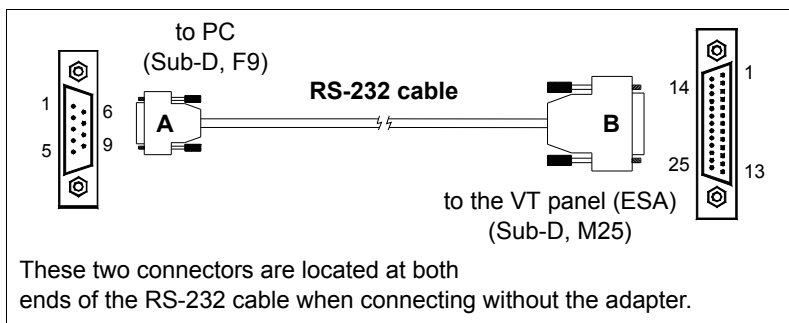 to PC
(Sub-D, F9)
RS-232 cable
1
6
5
9
A
B
14
1
25
13
to the VT panel (ESA)
(Sub-D, M25)
These two connectors are located at both
ends of the RS-232 cable when connecting without the adapter.